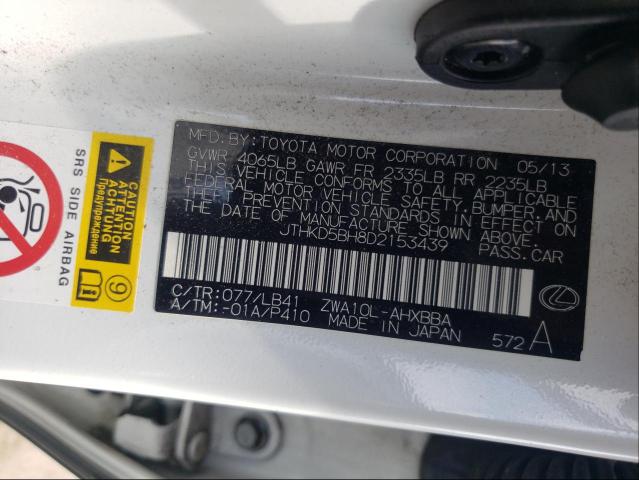 MFD. BY: TOYOTA MOTOR CORPORATION 05/13
GVWR 4065LB GAWR FR 2335LB RR 2235LB
THIS VEHICLE CONFORMS TO ALL APPLICABLE
FEDERAL MOTOR VEHICLE SAFETY, BUMPER, AND
THEFT PREVENTION STANDARDS IN EFFECT ON
THE DATE OF MANUFACTURE SHOWN ABOVE.
JTHKD5BH8D2153439 PASS.CAR
C/TR: 077/LB41 ZWA10L-AHXBBA
A/TM: -01A/P410 MADE IN JAPAN 572 A
SRS SIDE AIRBAG
CAUTION
ATTENTION
Achtung
Предупреждение
9